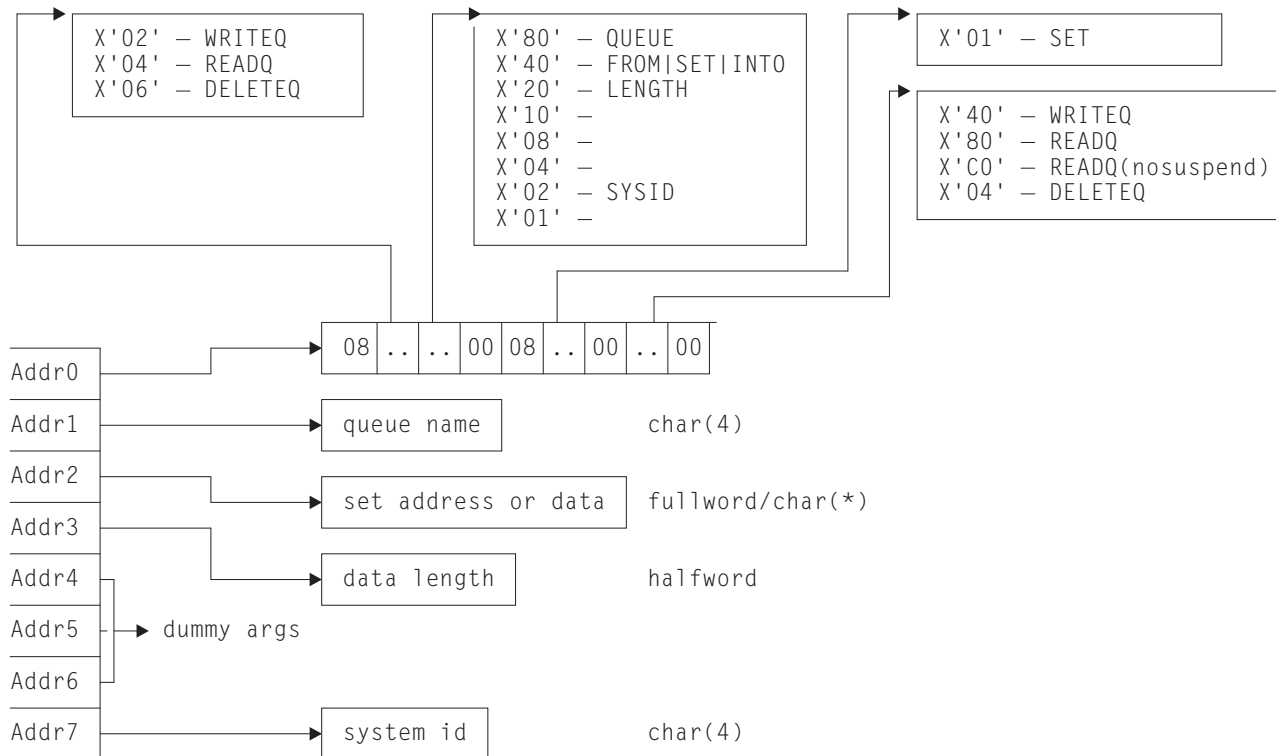 X'02' — WRITEQ
X'04' — READQ
X'06' — DELETEQ
X'80' — QUEUE
X'40' — FROM|SET|INTO
X'20' — LENGTH
X'10' —
X'08' —
X'04' —
X'02' — SYSID
X'01' —
X'01' — SET
X'40' — WRITEQ
X'80' — READQ
X'C0' — READQ(nosuspend)
X'04' — DELETEQ
08 .. .. 00 08 .. 00 .. 00
Addr0
Addr1 queue name char(4)
Addr2 set address or data fullword/char(*)
Addr3 data length halfword
Addr4
Addr5 dummy args
Addr6
Addr7 system id char(4)